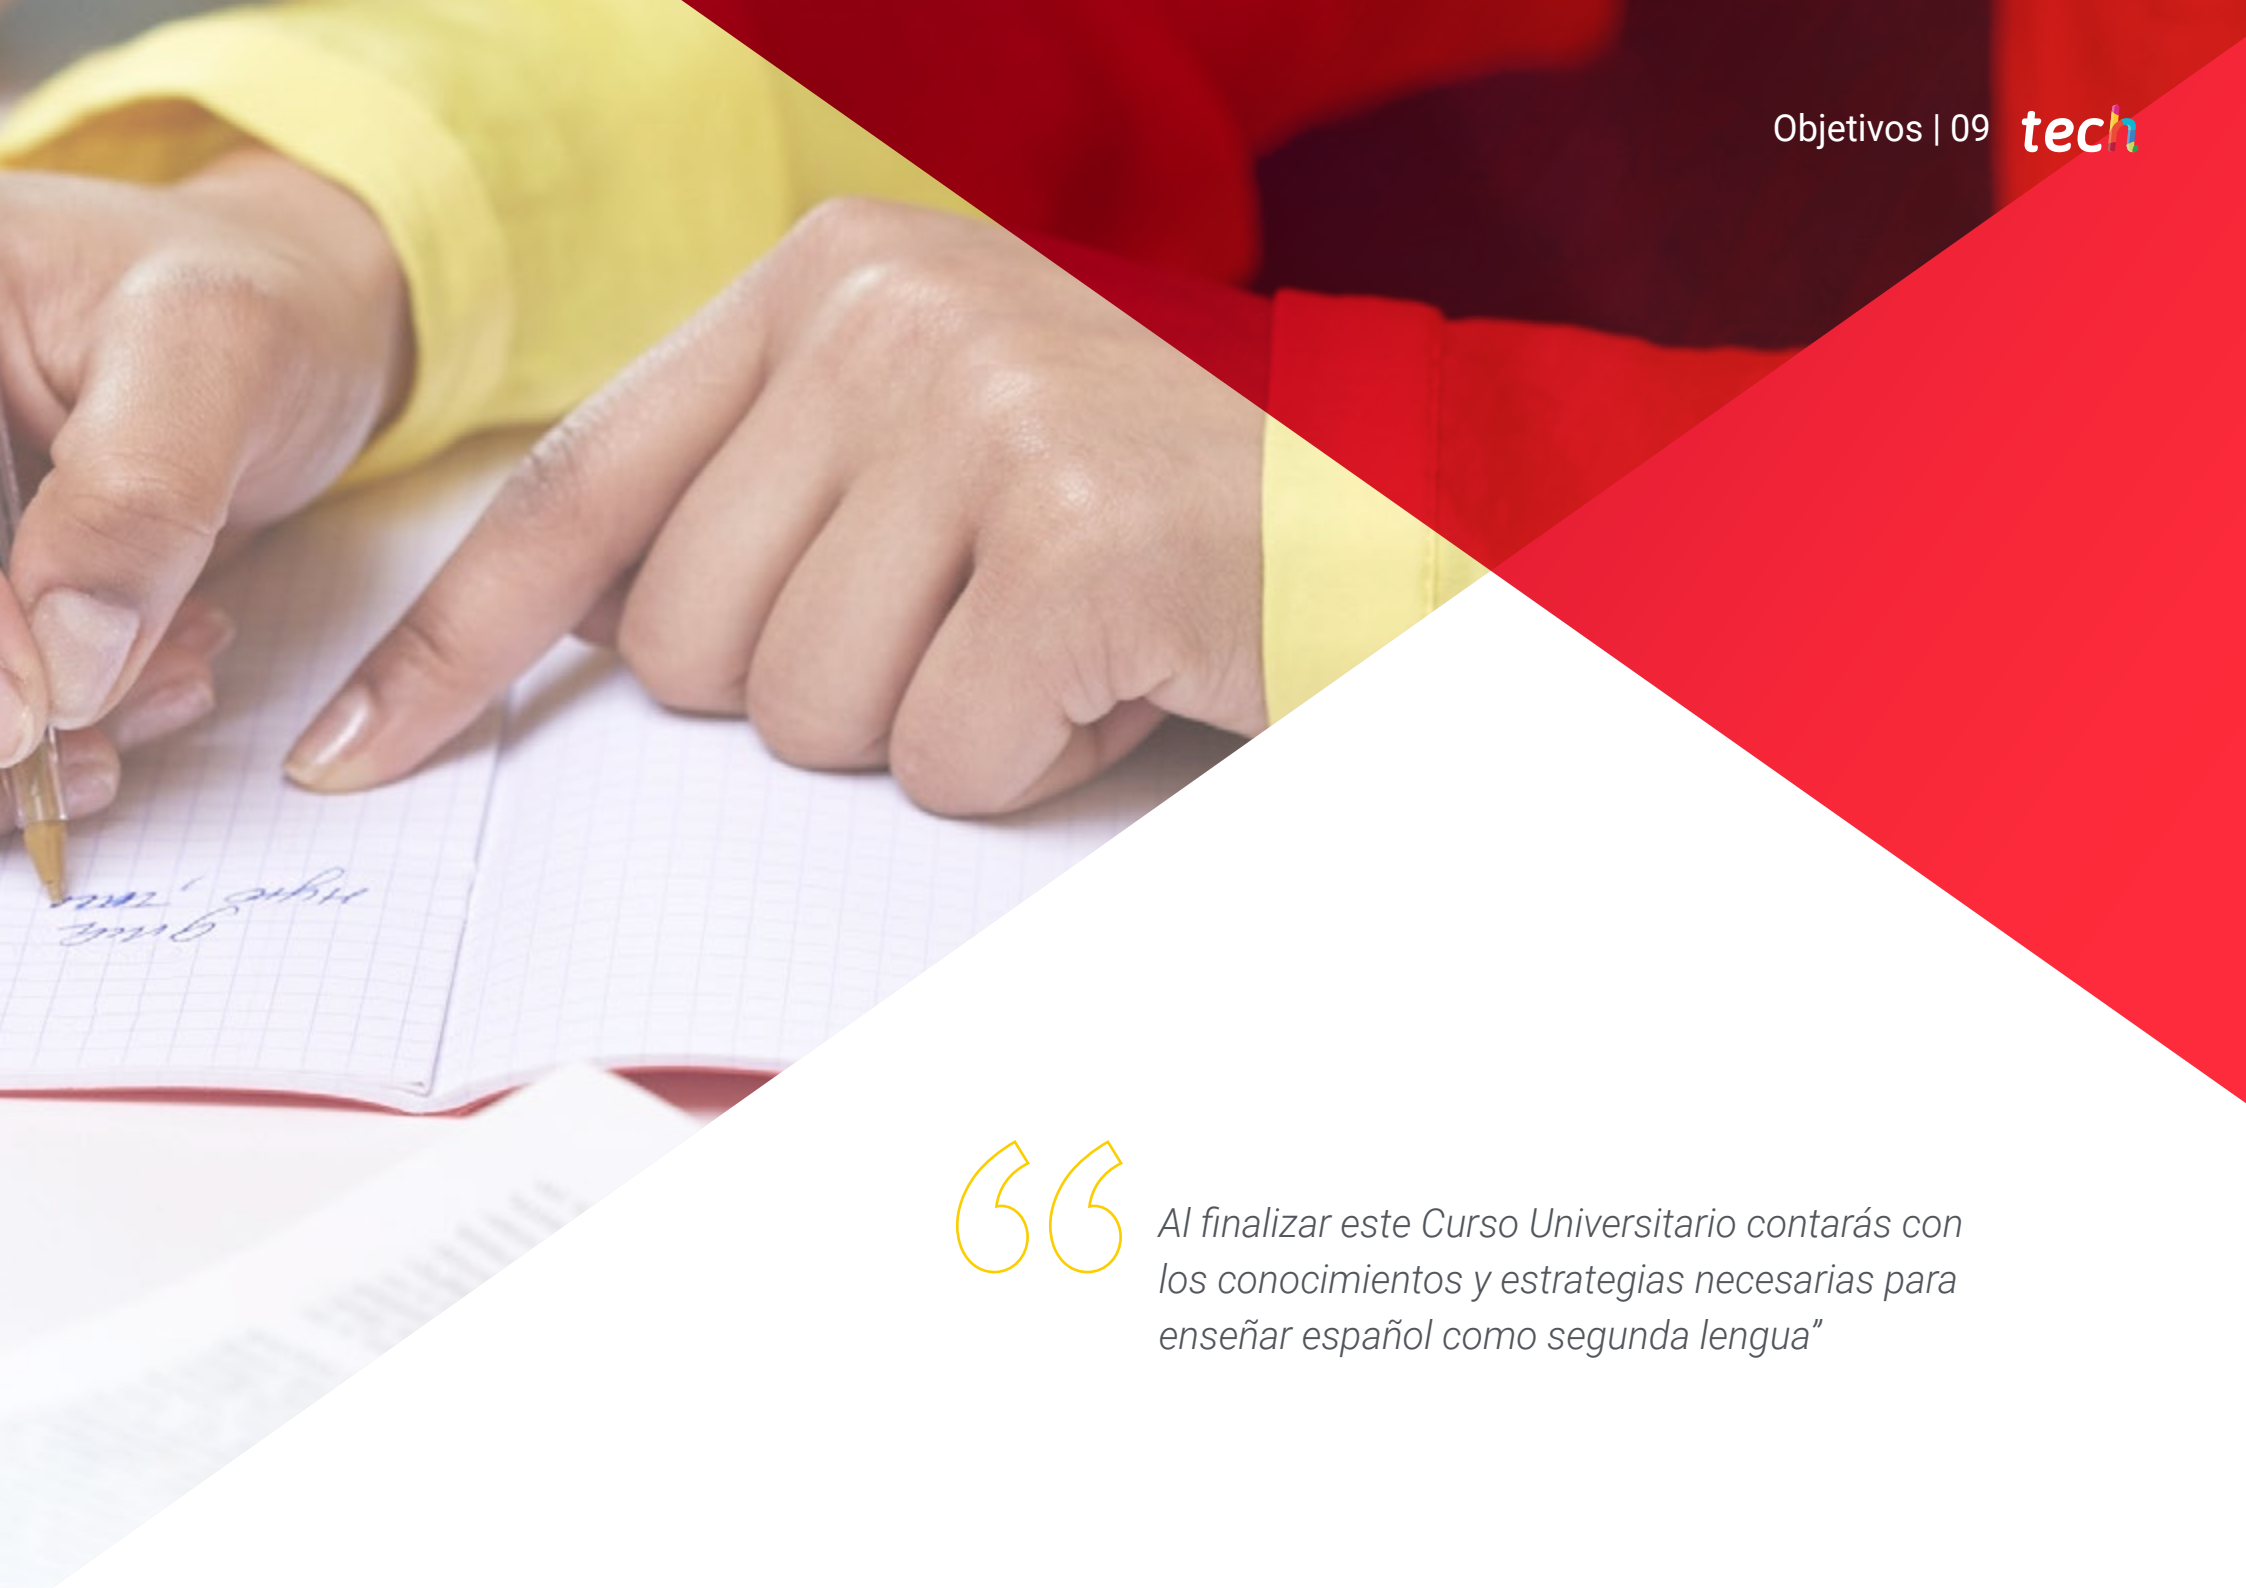 Objetivos | 09 tech
Al finalizar este Curso Universitario contarás con
los conocimientos y estrategias necesarias para
enseñar español como segunda lengua”